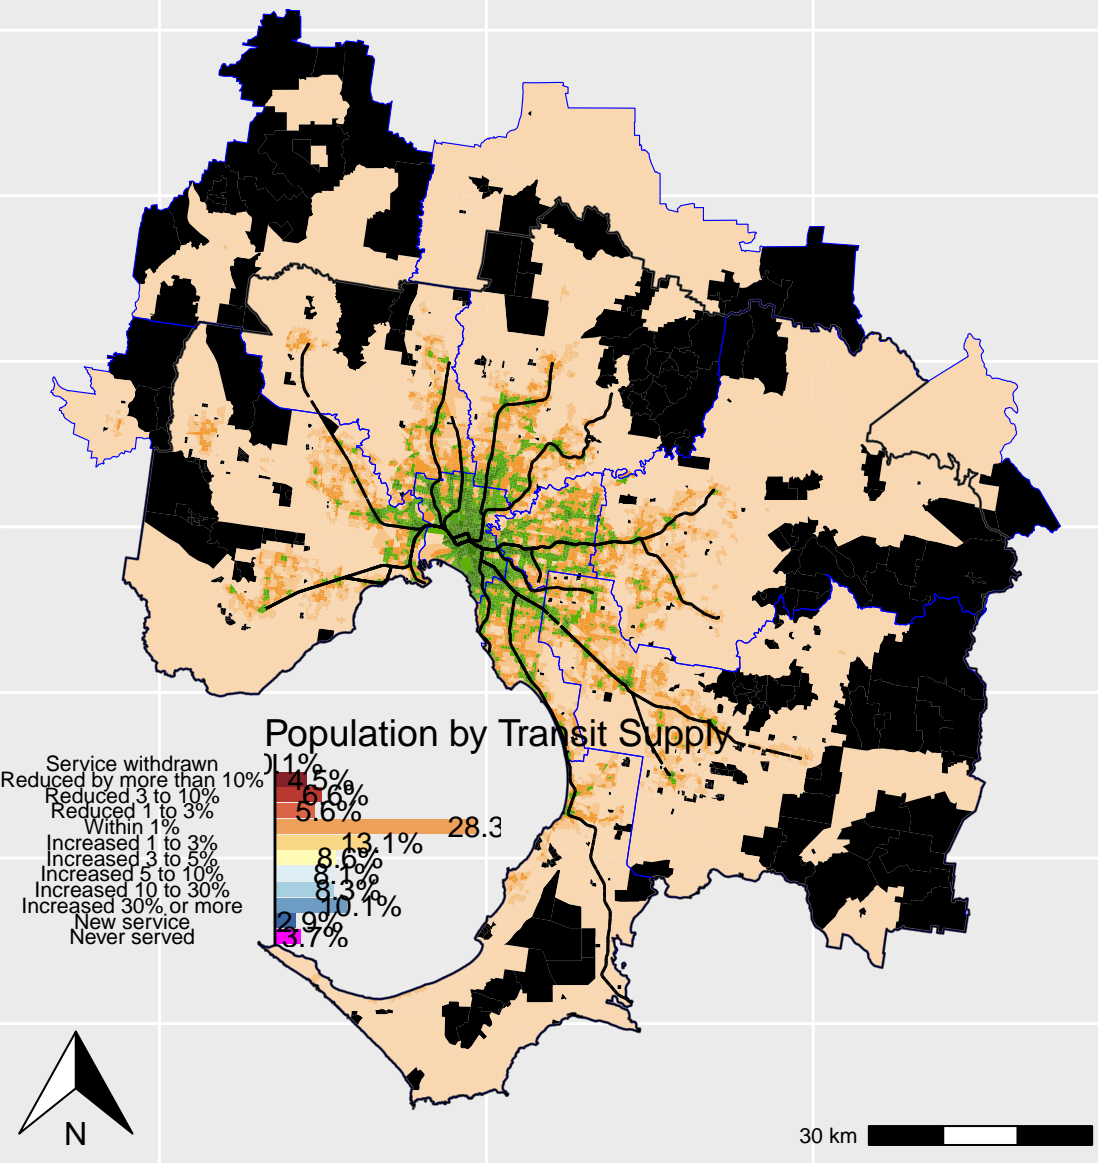 Population by Transit Supply
Service withdrawn
0.1%
Reduced by more than 10%
4.5%
Reduced 3 to 10%
6.6%
Reduced 1 to 3%
5.6%
Within 1%
28.3
Increased 1 to 3%
13.1%
Increased 3 to 5%
8.6%
Increased 5 to 10%
8.1%
Increased 10 to 30%
8.3%
Increased 30% or more
10.1%
New service
2.9%
Never served
3.7%
N
30 km